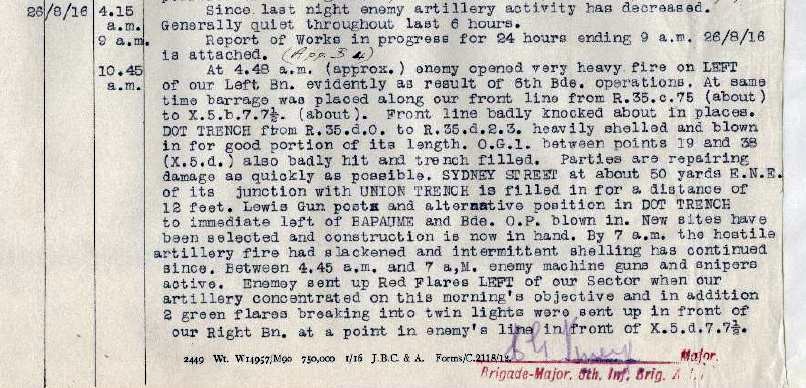 26/8/16 4.15 Since last night enemy artillery activity has decreased.
a.m. Generally quiet throughout last 6 hours.
9 a.m. Report of Works in progress for 24 hours ending 9 a.m. 26/8/16
is attached. (App. 3
10.45 At 4.48 a.m. (approx.) enemy opened very heavy fire on LEFT
a.m. of our Left Bn. evidently as result of 6th Bde. operations. At same
time barrage was placed along our front line from R.35.c.75 (about)
to X.5.b.7.7½. (about). Front line badly knocked about in places.
DOT TRENCH from R.35.d.0. to R.35.d.2.3. heavily shelled and blown
in for good portion of its length. O.G.1. between points 19 and 38
(X.5.d.) also badly hit and trench filled. Parties are repairing
damage as quickly as possible. SYDNEY STREET at about 50 yards E.N.E.
of its junction with UNION TRENCH is filled in for a distance of
12 feet. Lewis Gun posts and alternative position in DOT TRENCH
to immediate left of BAPAUME and Bde. O.P. blown in. New sites have
been selected and construction is now in hand. By 7 a.m. the hostile
artillery fire had slackened and intermittent shelling has continued
since. Between 4.45 a.m. and 7 a,M. enemy machine guns and snipers
active. Enemey sent up Red Flares LEFT of our Sector when our
artillery concentrated on this morning's objective and in addition
2 green flares breaking into twin lights were sent up in front of
our Right Bn. at a point in enemy's line in front of X.5.d.7.7½.
2449 Wt. W14957/M90 750,000 1/16 J.B.C. & A. Forms/C.2118/12. Major.
Brigade-Major, 5th. Inf. Brig. A.I.F.